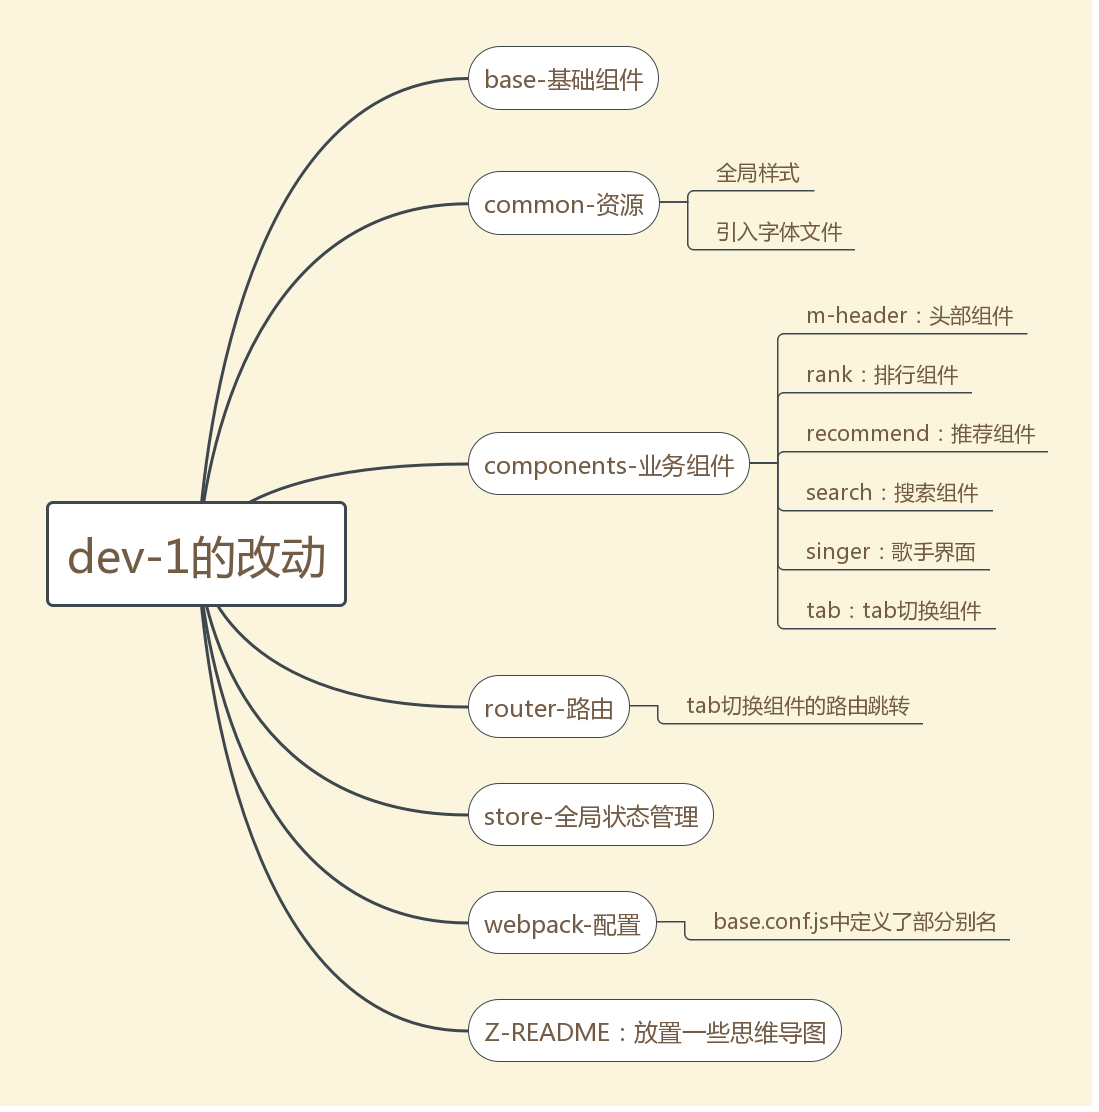 dev-1的改动
base-基础组件
common-资源
全局样式
引入字体文件
components-业务组件
m-header：头部组件
rank：排行组件
recommend：推荐组件
search：搜索组件
singer：歌手界面
tab：tab切换组件
router-路由
tab切换组件的路由跳转
store-全局状态管理
webpack-配置
base.conf.js中定义了部分别名
Z-README：放置一些思维导图